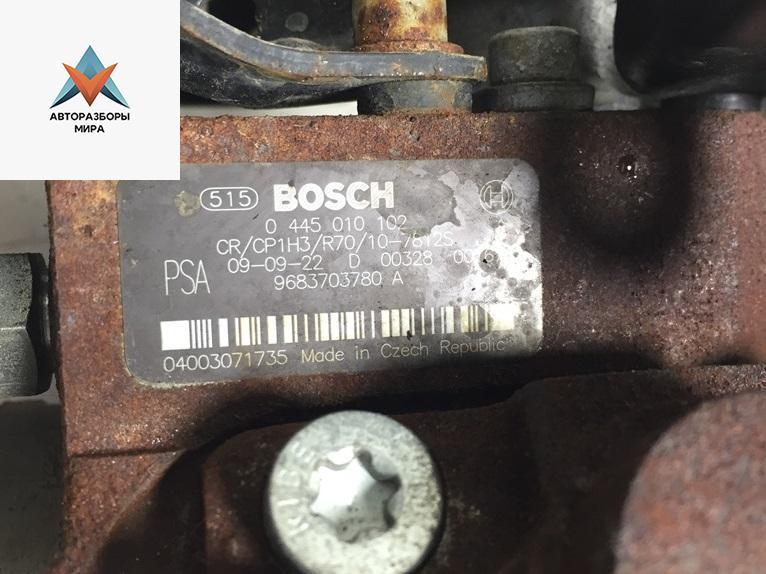 АВТОРАЗБОРЫ
МИРА
515 BOSCH
0 445 010 102
CR/CP1H3/R70/10-7812S
PSA 09-09-22 D 00328
9683703780 A
04003071735 Made in Czech Republic